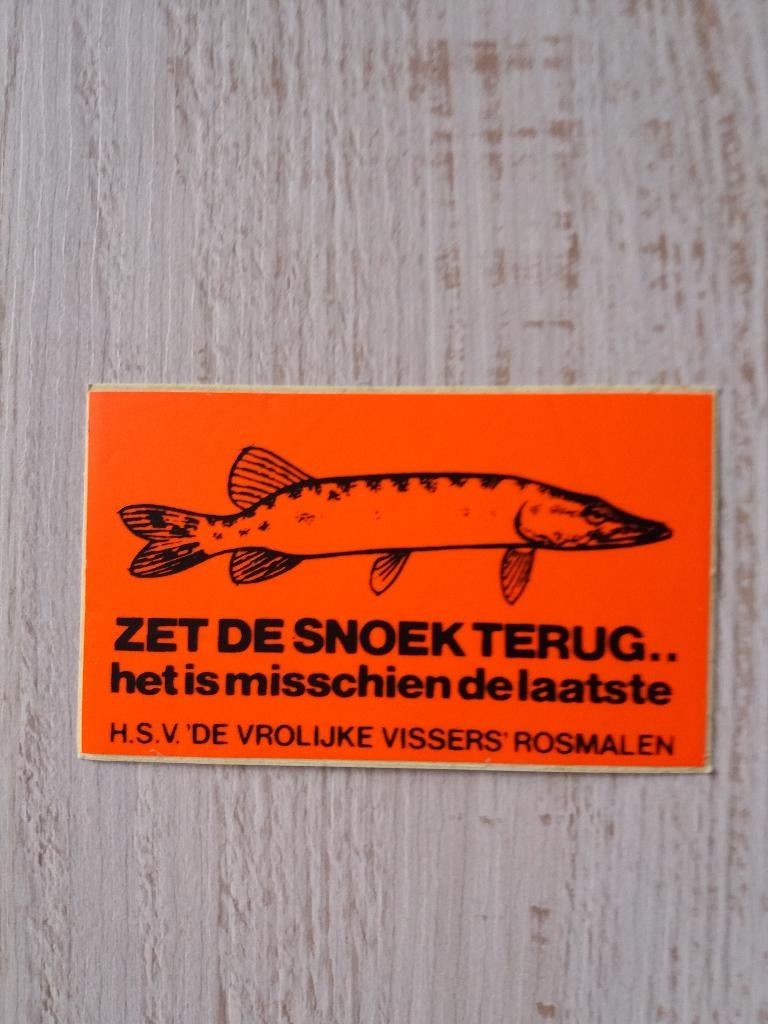 ZET DE SNOEK TERUG..
het is misschien de laatste
H.S.V. 'DE VROLIJKE VISSERS' ROSMALEN